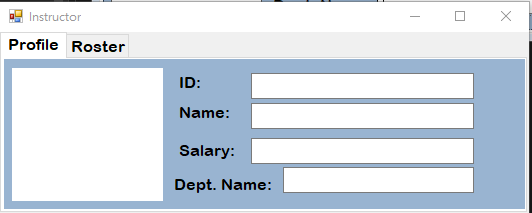 Instructor
Profile Roster
ID:
Name:
Salary:
Dept. Name: